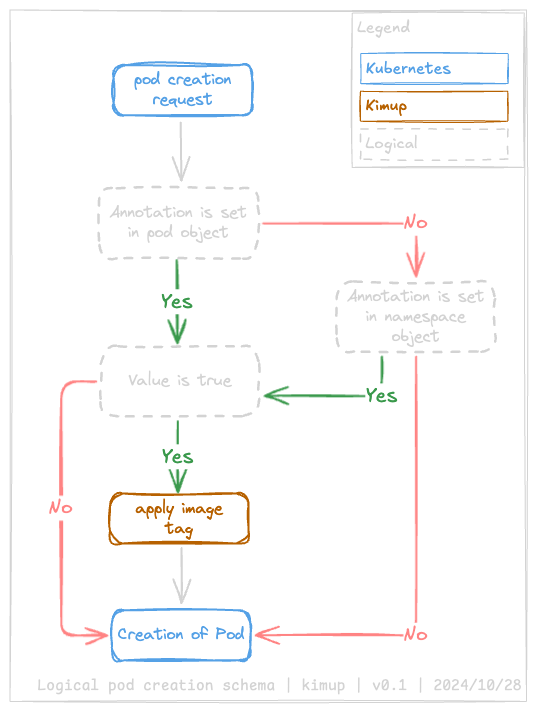 Legend
Kubernetes
Kimup
Logical
pod creation
request
Annotation is set
in pod object
No
Yes
Annotation is set
in namespace
object
Value is true
Yes
Yes
No
apply image
tag
Creation of Pod
No
Logical pod creation schema | kimup | v0.1 | 2024/10/28